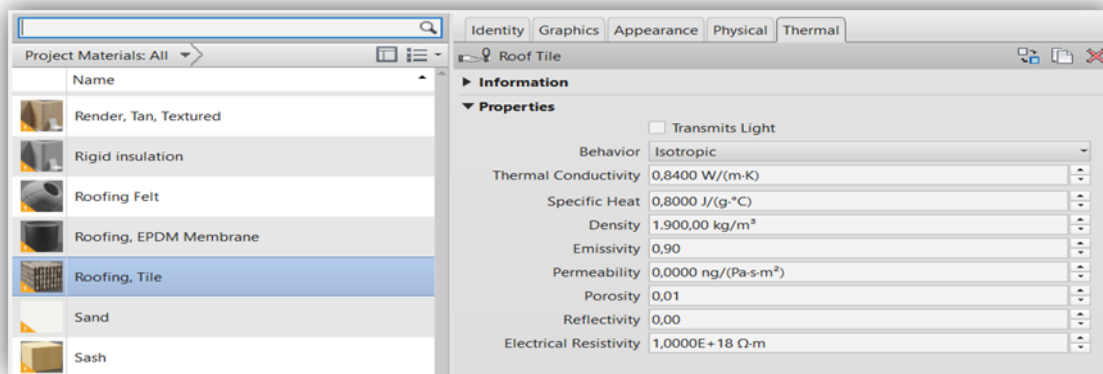 Project Materials: All
Name
Render, Tan, Textured
Rigid insulation
Roofing Felt
Roofing, EPDM Membrane
Roofing, Tile
Sand
Sash
Identity Graphics Appearance Physical Thermal
Roof Tile
Information
Properties
Transmits Light
Behavior Isotropic
Thermal Conductivity 0,8400 W/(m·K)
Specific Heat 0,8000 J/(g·°C)
Density 1.900,00 kg/m³
Emissivity 0,90
Permeability 0,0000 ng/(Pa·s·m²)
Porosity 0,01
Reflectivity 0,00
Electrical Resistivity 1,0000E+18 Ω·m